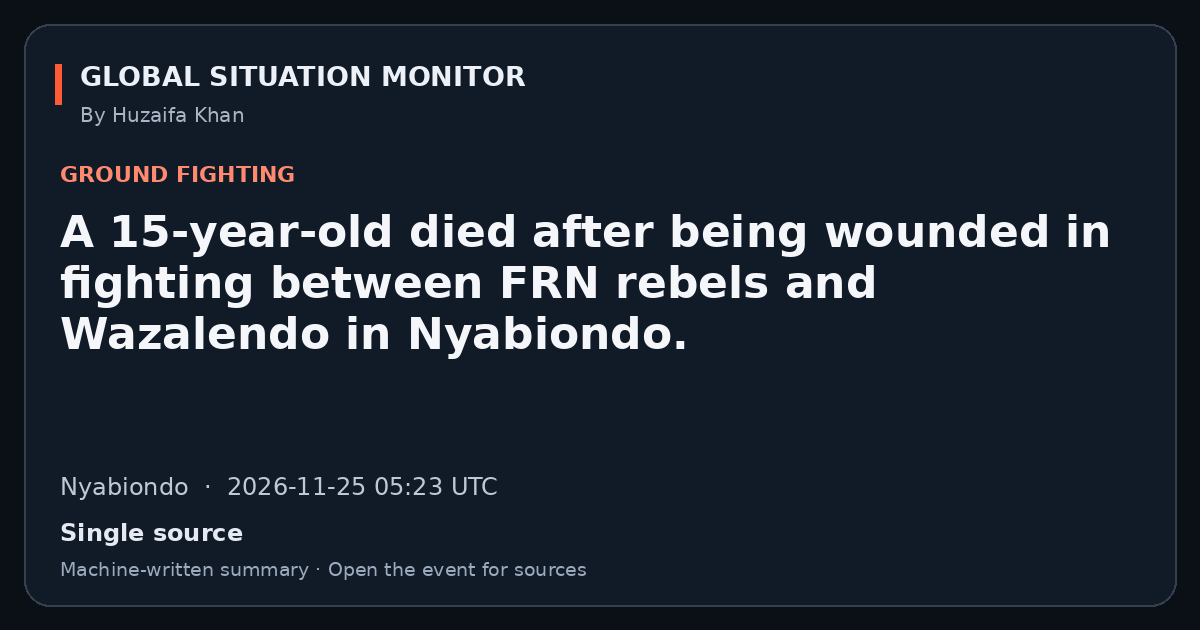 GLOBAL SITUATION MONITOR
By Huzaifa Khan
GROUND FIGHTING
A 15-year-old died after being wounded in
fighting between FRN rebels and
Wazalendo in Nyabiondo.
Nyabiondo · 2026-11-25 05:23 UTC
Single source
Machine-written summary · Open the event for sources